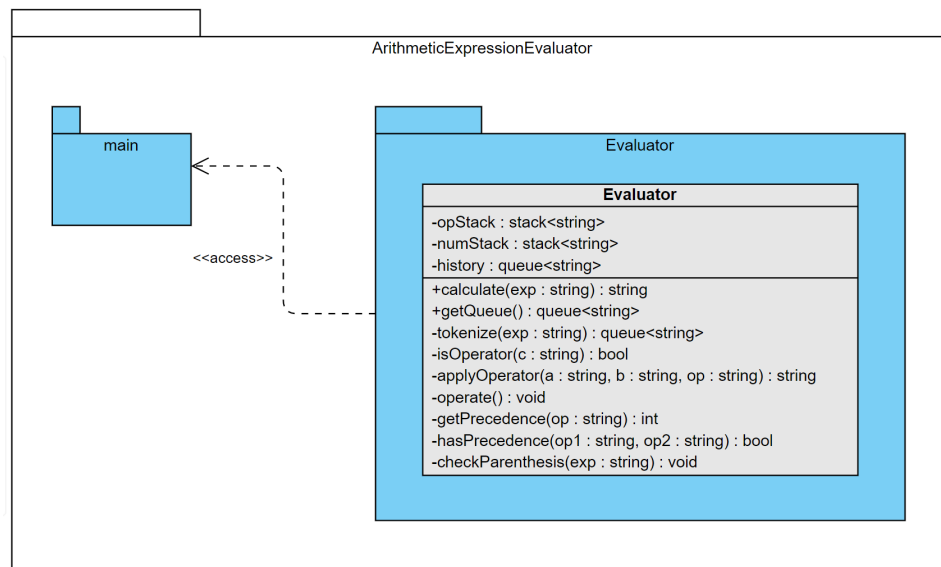 ArithmeticExpressionEvaluator
main
Evaluator
<<access>>
Evaluator
-opStack : stack<string>
-numStack : stack<string>
-history : queue<string>
+calculate(exp : string) : string
+getQueue() : queue<string>
-tokenize(exp : string) : queue<string>
-isOperator(c : string) : bool
-applyOperator(a : string, b : string, op : string) : string
-operate() : void
-getPrecedence(op : string) : int
-hasPrecedence(op1 : string, op2 : string) : bool
-checkParenthesis(exp : string) : void